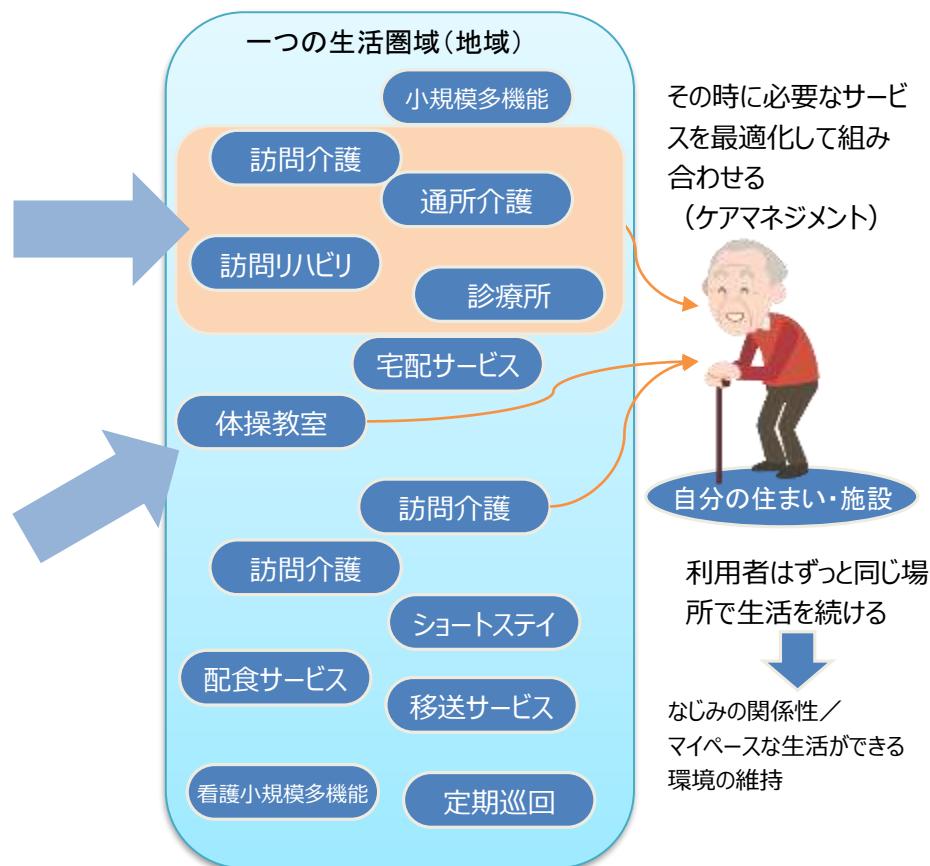 一つの生活圏域（地域）
小規模多機能
訪問介護
通所介護
訪問リハビリ
診療所
宅配サービス
体操教室
訪問介護
訪問介護
ショートステイ
配食サービス
移送サービス
看護小規模多機能
定期巡回
その時に必要なサービ
スを最適化して組み
合わせる
（ケアマネジメント）
自分の住まい・施設
利用者はずっと同じ場
所で生活を続ける
なじみの関係性／
マイペースな生活ができる
環境の維持